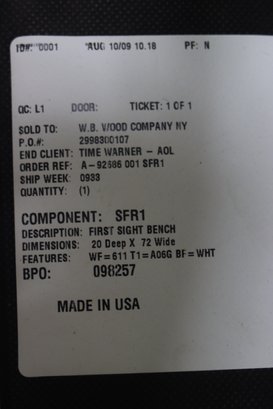 ID#: "0001 AUG 10/09 10.18 PF: N
QC: L1 DOOR: TICKET: 1 OF 1
SOLD TO: W.B. WOOD COMPANY NY
P.O.#: 2998300107
END CLIENT: TIME WARNER - AOL
ORDER REF: A-92686 001 SFR1
SHIP WEEK: 0933
QUANTITY: (1)
COMPONENT: SFR1
DESCRIPTION: FIRST SIGHT BENCH
DIMENSIONS: 20 Deep X 72 Wide
FEATURES: WF=611 T1=A06G BF=WHT
BPO: 098257
MADE IN USA